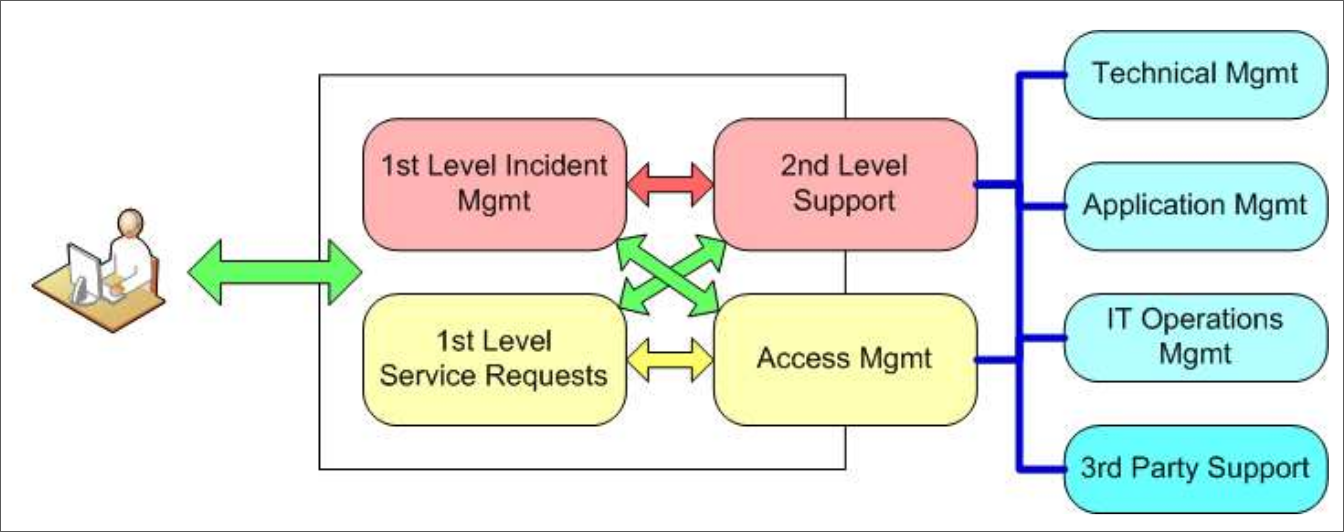 1st Level Incident
Mgmt
2nd Level
Support
1st Level
Service Requests
Access Mgmt
Technical Mgmt
Application Mgmt
IT Operations
Mgmt
3rd Party Support